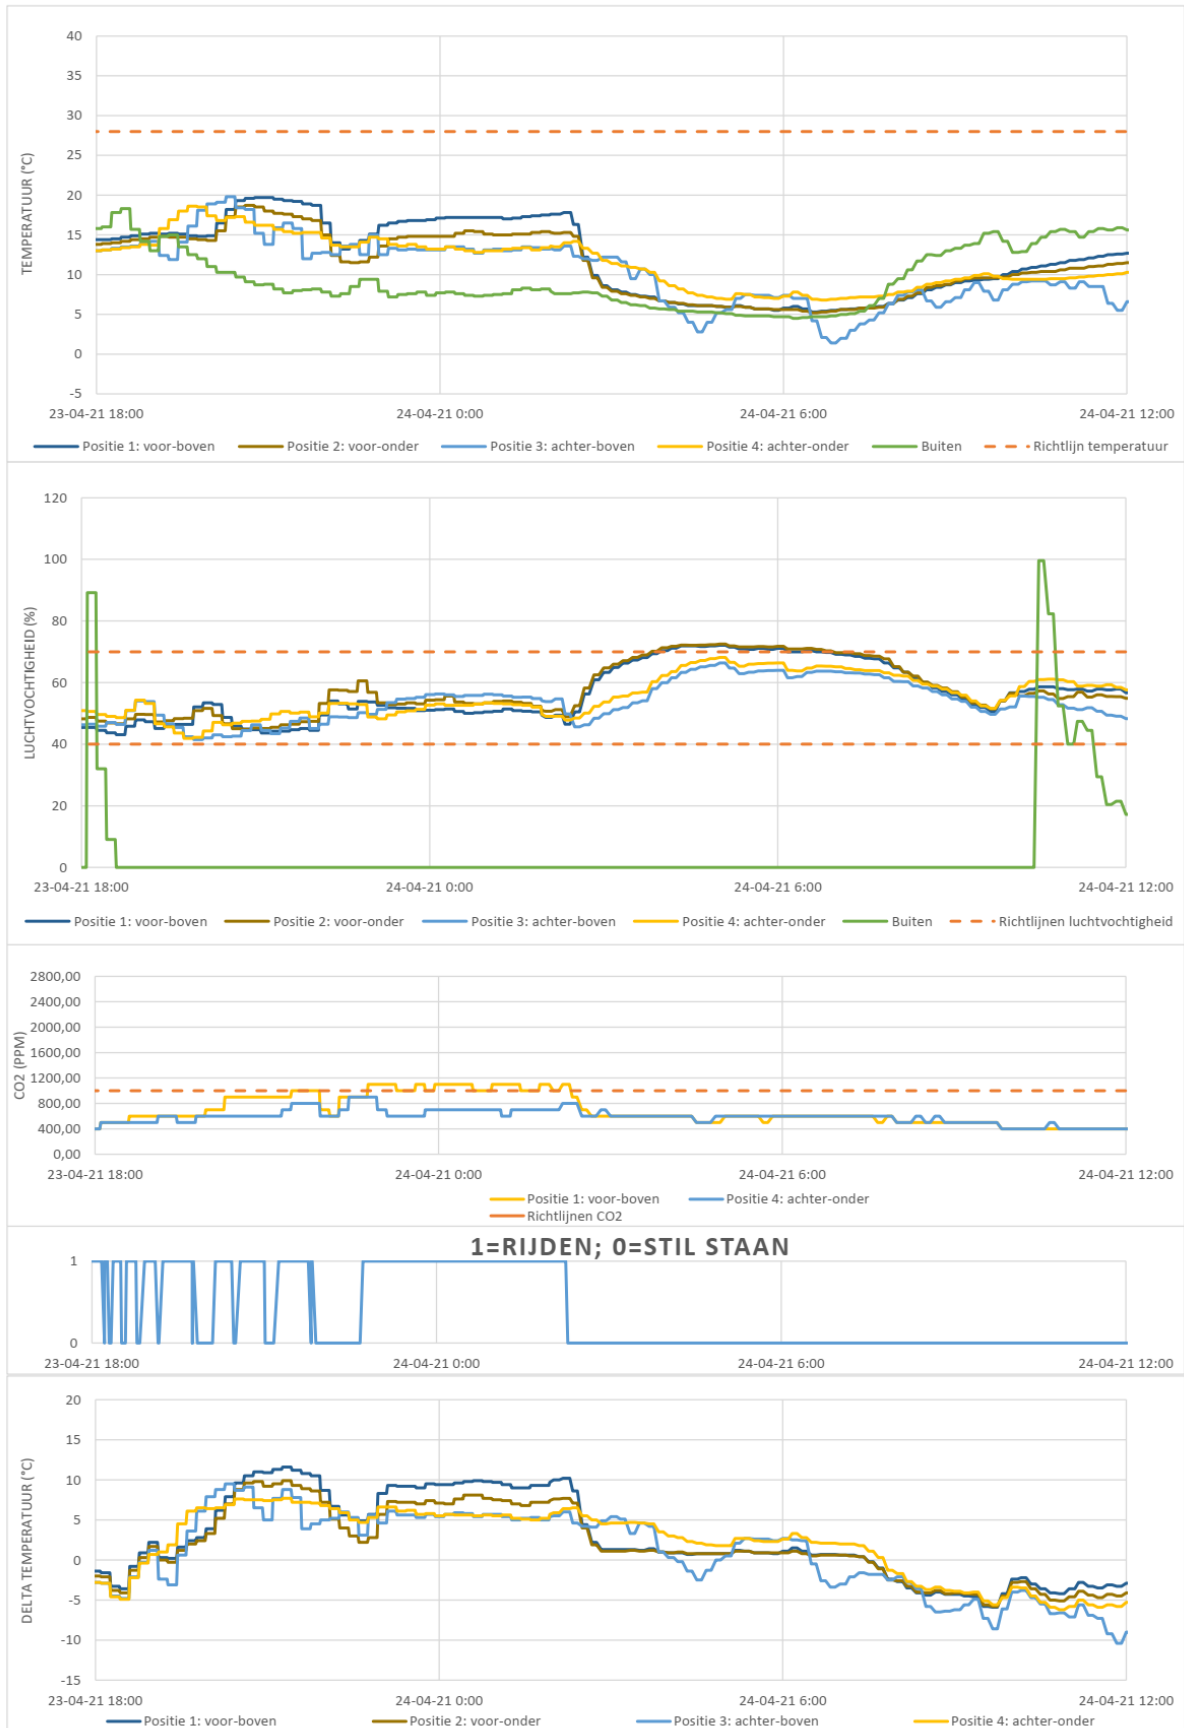 40
35
30
25
20
15
10
5
0
-5
TEMPERATUUR (°C)
23-04-21 18:00 24-04-21 0:00 24-04-21 6:00 24-04-21 12:00
Positie 1: voor-boven Positie 2: voor-onder Positie 3: achter-boven Positie 4: achter-onder Buiten Richtlijn temperatuur
120
100
80
60
40
20
0
LUCHTVOCHTIGHEID (%)
23-04-21 18:00 24-04-21 0:00 24-04-21 6:00 24-04-21 12:00
Positie 1: voor-boven Positie 2: voor-onder Positie 3: achter-boven Positie 4: achter-onder Buiten Richtlijnen luchtvochtigheid
2800,00
2400,00
2000,00
1600,00
1200,00
800,00
400,00
0,00
CO2 (PPM)
23-04-21 18:00 24-04-21 0:00 24-04-21 6:00 24-04-21 12:00
Positie 1: voor-boven Positie 4: achter-onder
Richtlijnen CO2
1=RIJDEN; 0=STIL STAAN
1
0
23-04-21 18:00 24-04-21 0:00 24-04-21 6:00 24-04-21 12:00
20
15
10
5
0
-5
-10
-15
DELTA TEMPERATUUR (°C)
23-04-21 18:00 24-04-21 0:00 24-04-21 6:00 24-04-21 12:00
Positie 1: voor-boven Positie 2: voor-onder Positie 3: achter-boven Positie 4: achter-onder